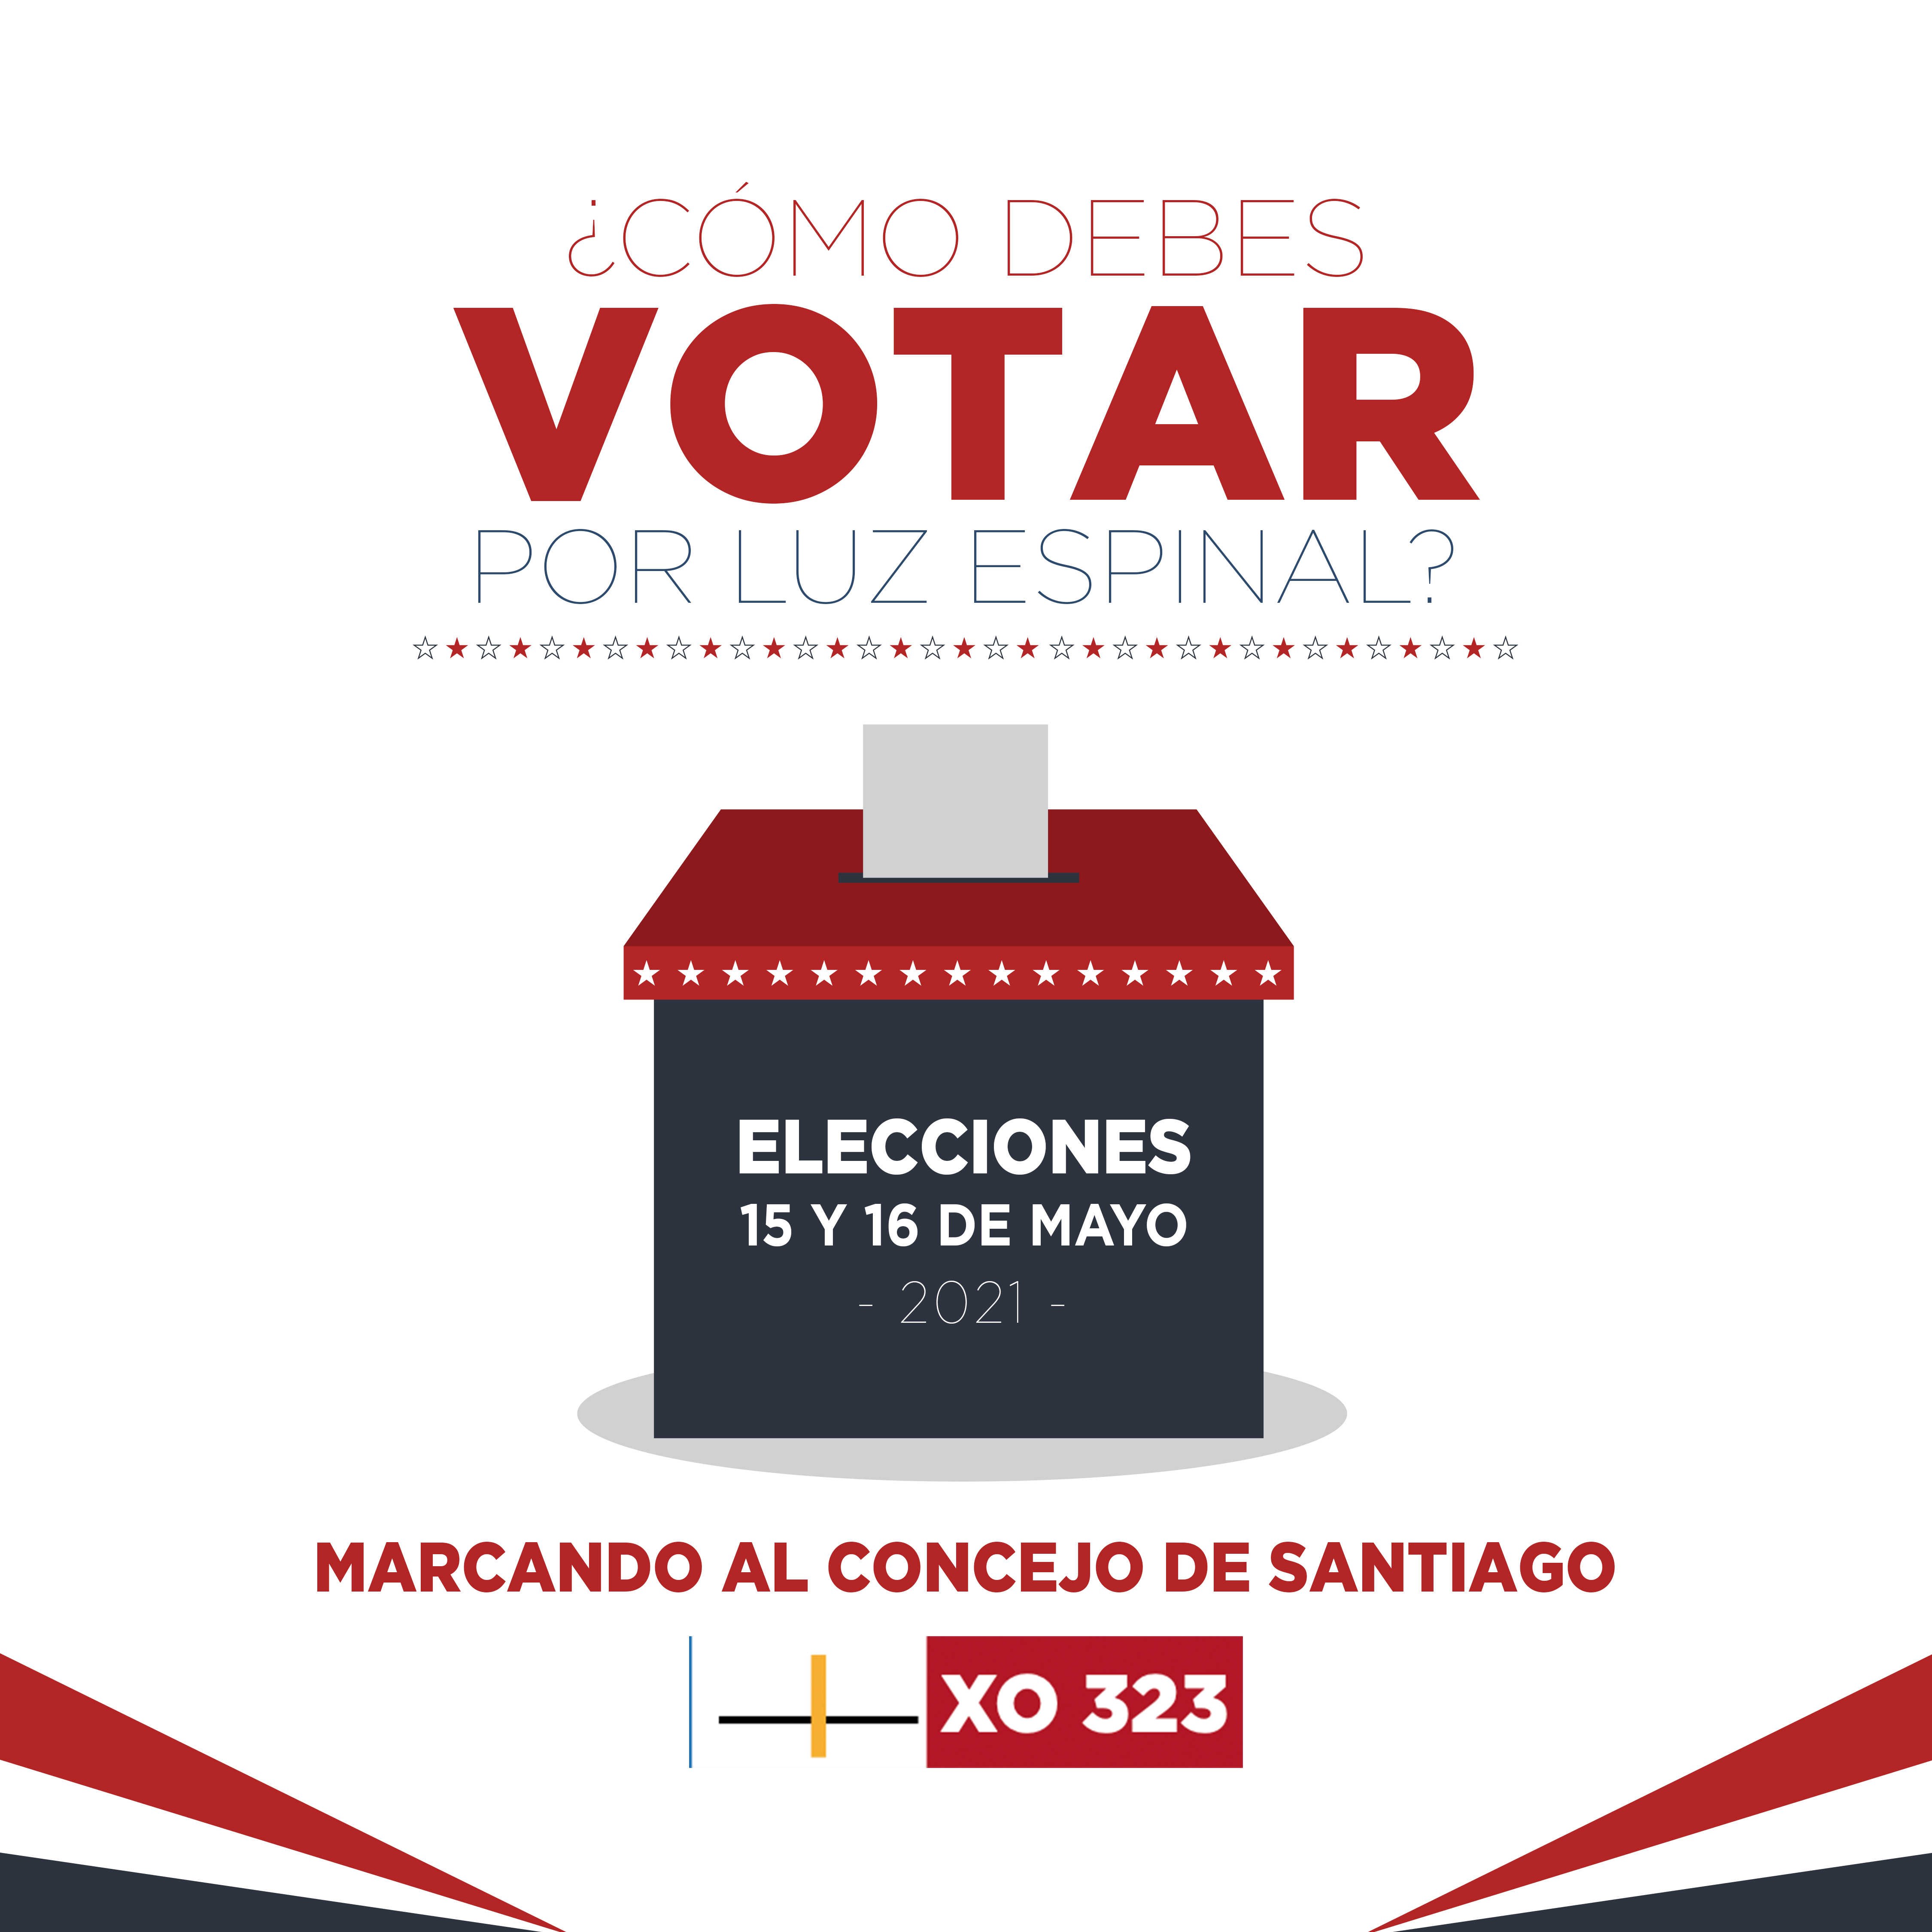 ¿CÓMO DEBES
VOTAR
POR LUZ ESPINAL?
ELECCIONES
15 Y 16 DE MAYO
- 2021 -
MARCANDO AL CONCEJO DE SANTIAGO
XO 323